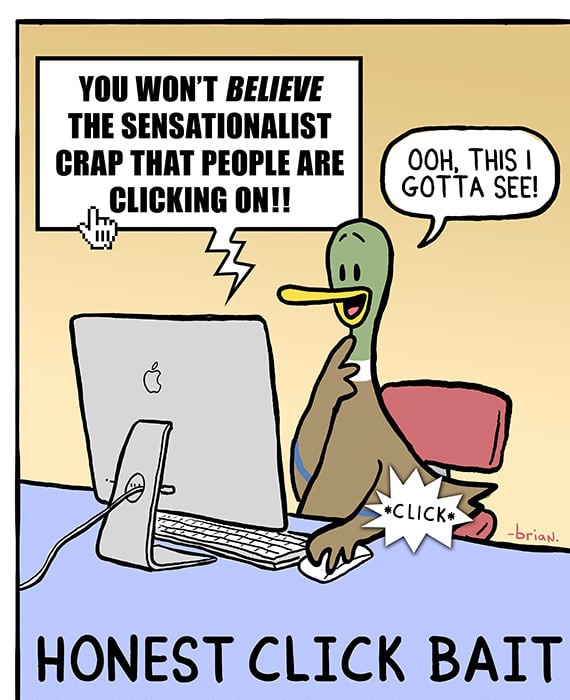 YOU WON'T BELIEVE
THE SENSATIONALIST
CRAP THAT PEOPLE ARE
CLICKING ON!!
OOH, THIS I
GOTTA SEE!
*CLICK*
-briaN.
HONEST CLICK BAIT